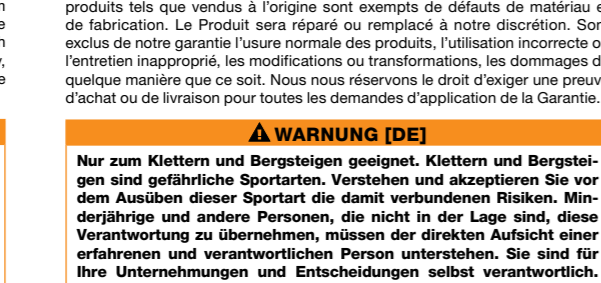 produits tels que vendus à l'origine sont exempts de défauts de matériau
de fabrication. Le Produit sera réparé ou remplacé à notre discrétion.
exclus de notre garantie l'usure normale des produits, l'utilisation incorrecte
l'entretien inapproprié, les modifications ou transformations, les dommages
quelque manière que ce soit. Nous nous réservons le droit d'exiger une
d'achat ou de livraison pour toutes les demandes d'application de la Garantie.
WARNUNG [DE]
Nur zum Klettern und Bergsteigen geeignet. Klettern und Bergstei-
gen sind gefährliche Sportarten. Verstehen und akzeptieren Sie vor
dem Ausüben dieser Sportart die damit verbundenen Risiken. Min-
derjährige und andere Personen, die nicht in der Lage sind, diese
Verantwortung zu übernehmen, müssen der direkten Aufsicht einer
erfahrenen und verantwortlichen Person unterstehen. Sie sind für
Ihre Unternehmungen und Entscheidungen selbst verantwortlich.